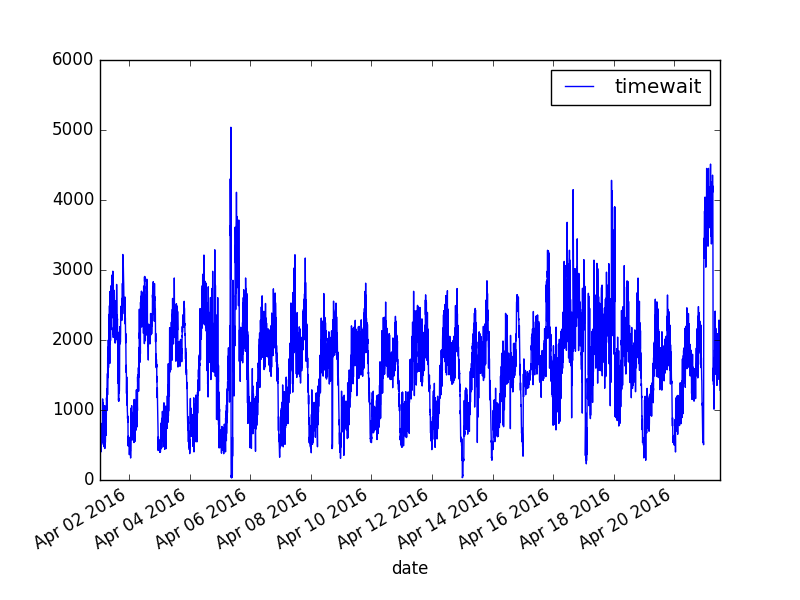 6000
timewait
5000
4000
3000
2000
1000
0
Apr 02 2016
Apr 04 2016
Apr 06 2016
Apr 08 2016
Apr 10 2016
Apr 12 2016
Apr 14 2016
Apr 16 2016
Apr 18 2016
Apr 20 2016
date